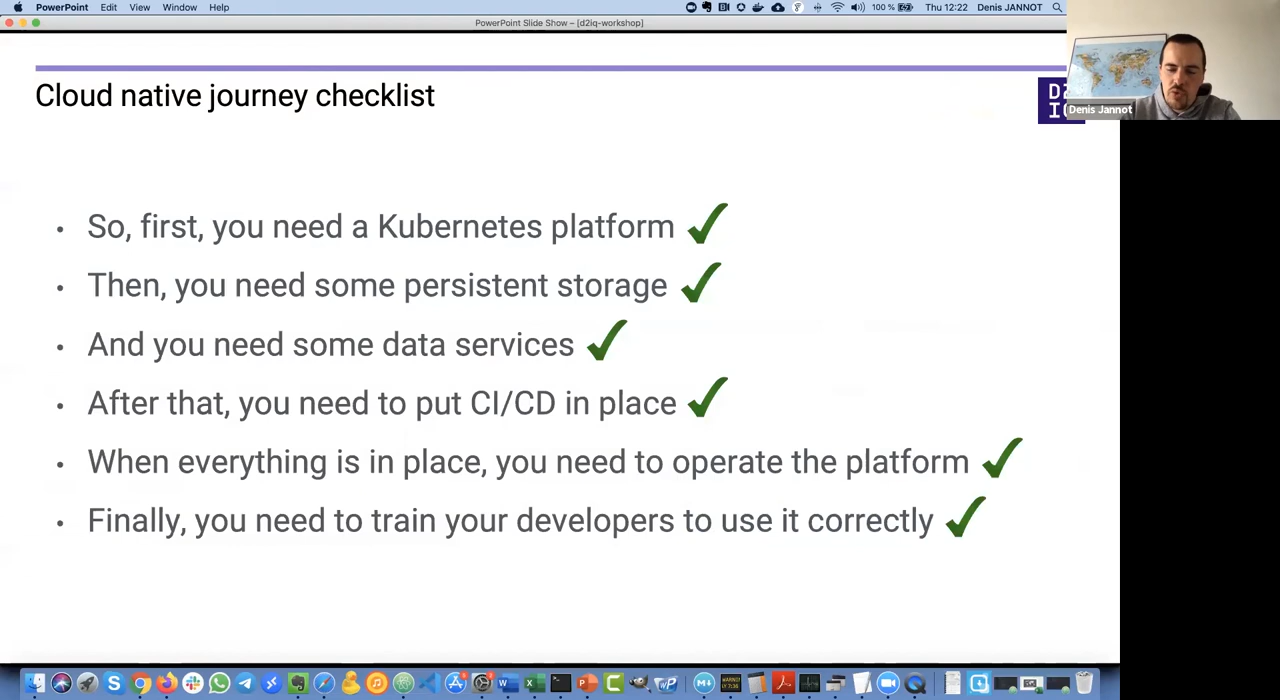 PowerPoint Edit View Window Help 100 % Thu 12:22 Denis JANNOT
PowerPoint Slide Show – [d2iq-workshop]
Cloud native journey checklist
Denis Jannot
• So, first, you need a Kubernetes platform
• Then, you need some persistent storage
• And you need some data services
• After that, you need to put CI/CD in place
• When everything is in place, you need to operate the platform
• Finally, you need to train your developers to use it correctly